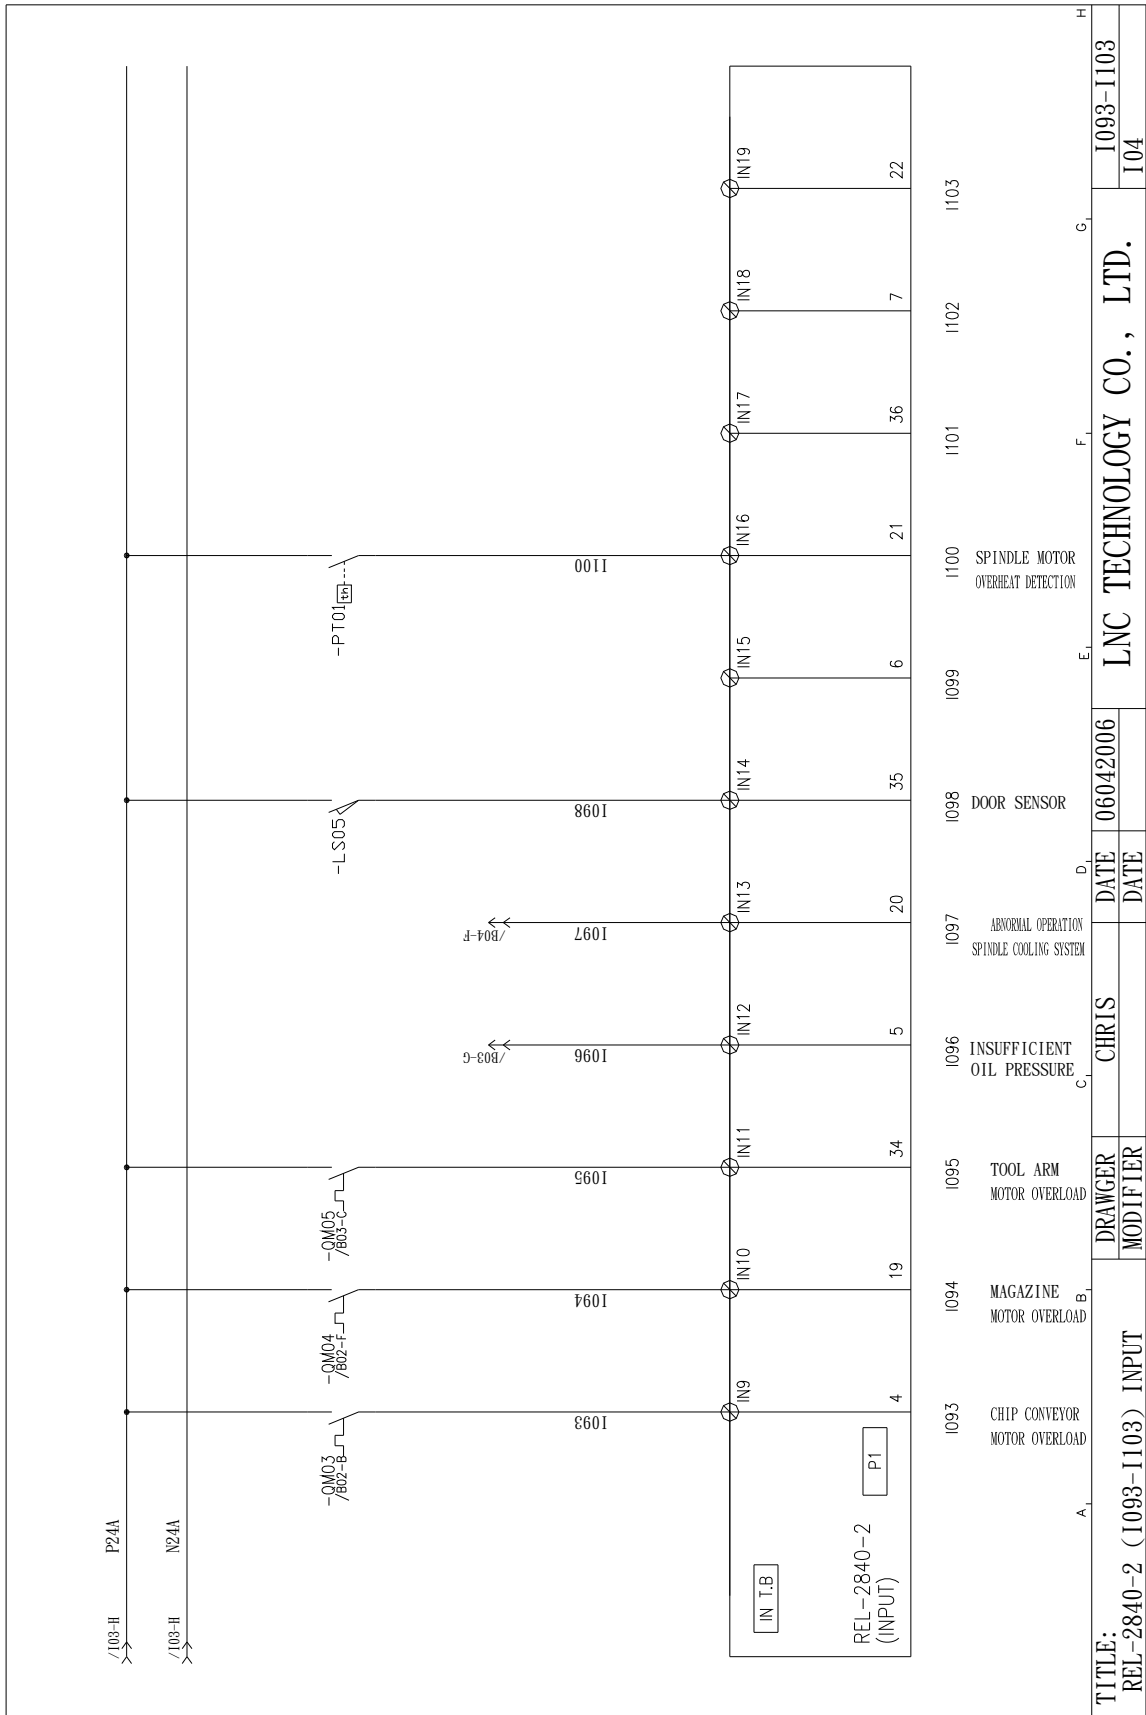 /I03-H
P24A
/I03-H
N24A
-QM03
/B02-B
-QM04
/B02-F
-QM05
/B03-C
-LS05
-PT01
th
/B03-G
/B04-F
I093
I094
I095
I096
I097
I098
I100
IN T.B
IN9
IN10
IN11
IN12
IN13
IN14
IN15
IN16
IN17
IN18
IN19
REL-2840-2
(INPUT)
P1
4
19
34
5
20
35
6
21
36
7
22
I093
I094
I095
I096
I097
I098
I099
I100
I101
I102
I103
CHIP CONVEYOR
MOTOR OVERLOAD
MAGAZINE
MOTOR OVERLOAD
TOOL ARM
MOTOR OVERLOAD
INSUFFICIENT
OIL PRESSURE
ABNORMAL OPERATION
SPINDLE COOLING SYSTEM
DOOR SENSOR
SPINDLE MOTOR
OVERHEAT DETECTION
A
B
C
D
E
F
G
H
TITLE:
REL-2840-2 (I093-I103) INPUT
DRAWGER
CHRIS
DATE
06042006
MODIFIER
DATE
LNC TECHNOLOGY CO., LTD.
I093-I103
I04